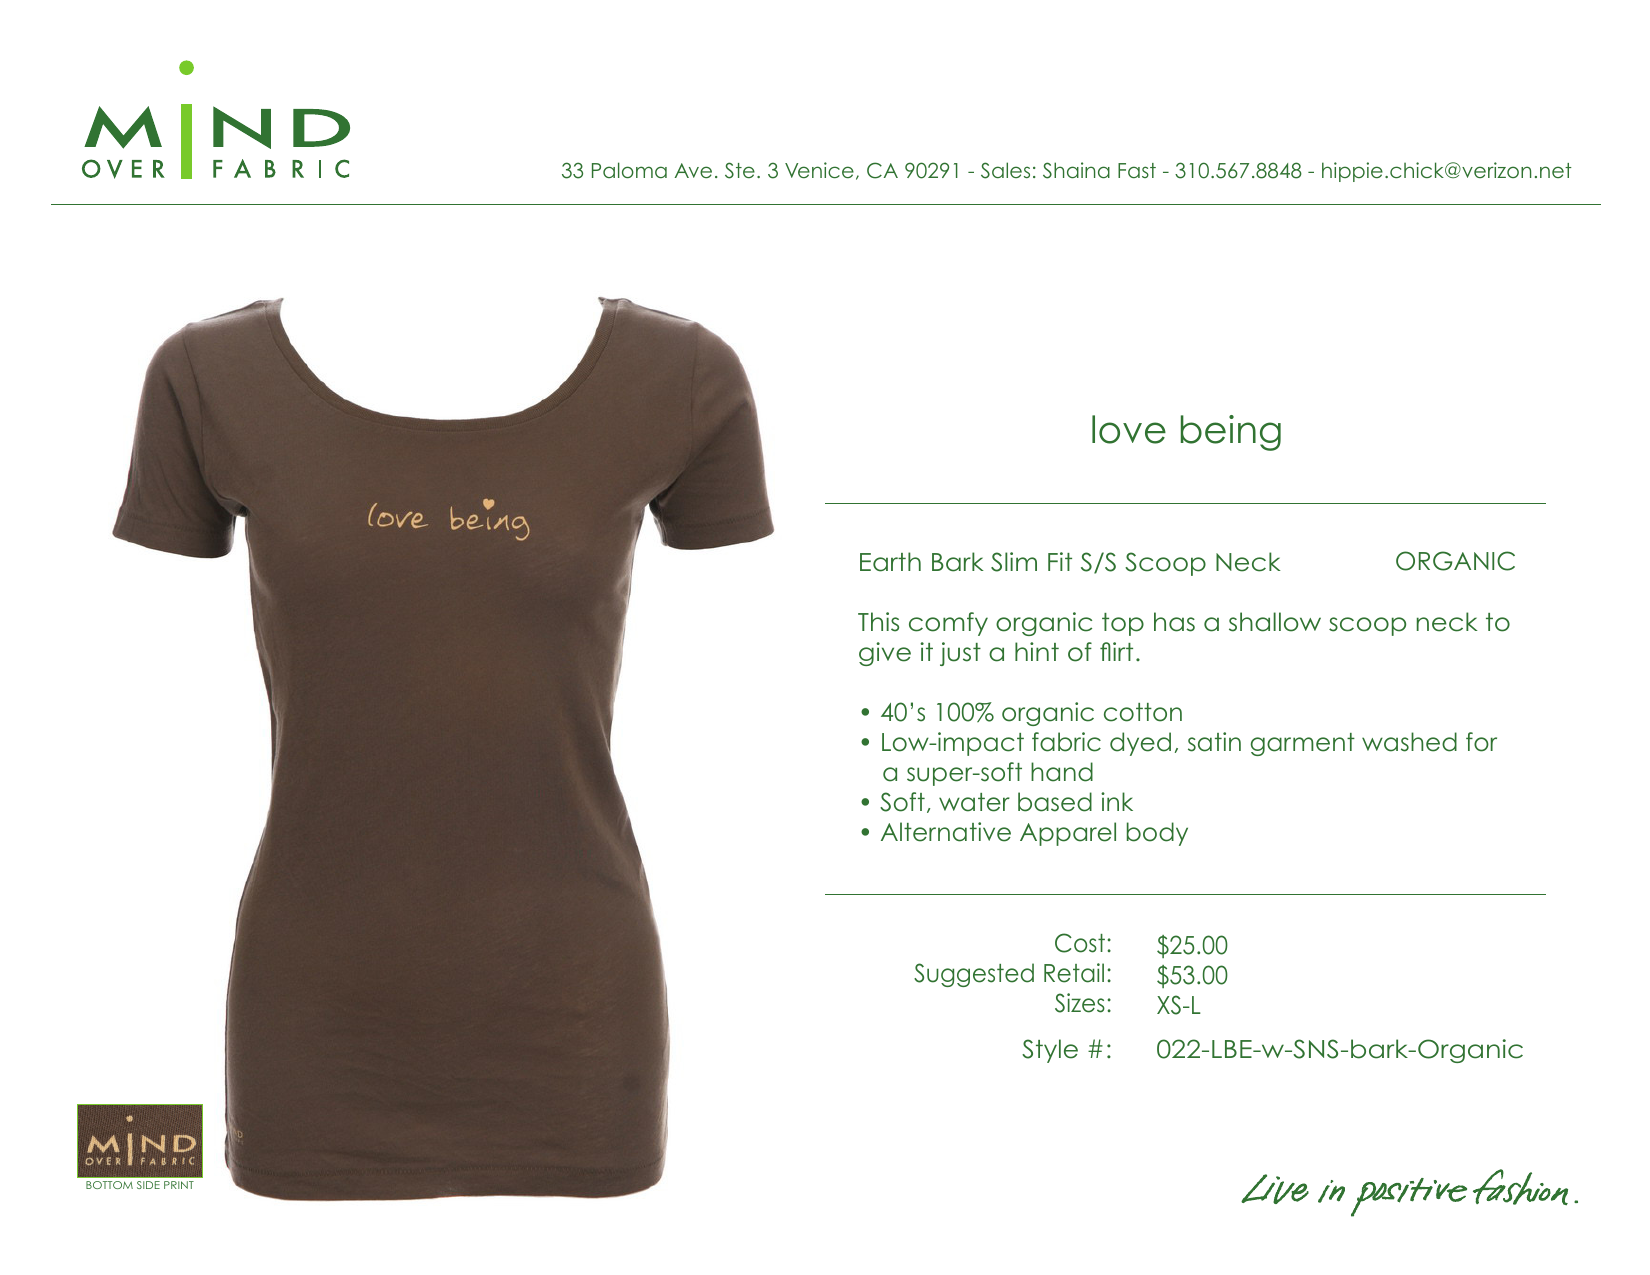 MiND
OVER FABRIC
33 Paloma Ave. Ste. 3 Venice, CA 90291 - Sales: Shaina Fast - 310.567.8848 - hippie.chick@verizon.net
love being
love being
Earth Bark Slim Fit S/S Scoop Neck ORGANIC
This comfy organic top has a shallow scoop neck to
give it just a hint of flirt.
• 40’s 100% organic cotton
• Low-impact fabric dyed, satin garment washed for
a super-soft hand
• Soft, water based ink
• Alternative Apparel body
Cost: $25.00
Suggested Retail: $53.00
Sizes: XS-L
Style #: 022-LBE-w-SNS-bark-Organic
MiND
OVER FABRIC
BOTTOM SIDE PRINT
Live in positive fashion.